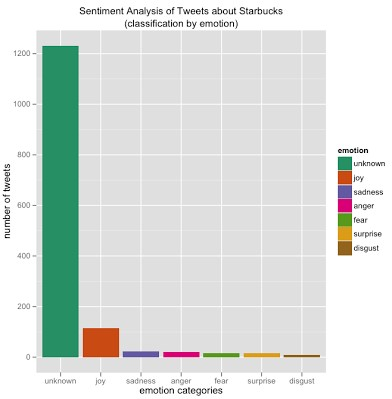 Sentiment Analysis of Tweets about Starbucks
(classification by emotion)
number of tweets
1200
1000
800
600
400
200
0
unknown joy sadness anger fear surprise disgust
emotion categories
emotion
unknown
joy
sadness
anger
fear
surprise
disgust